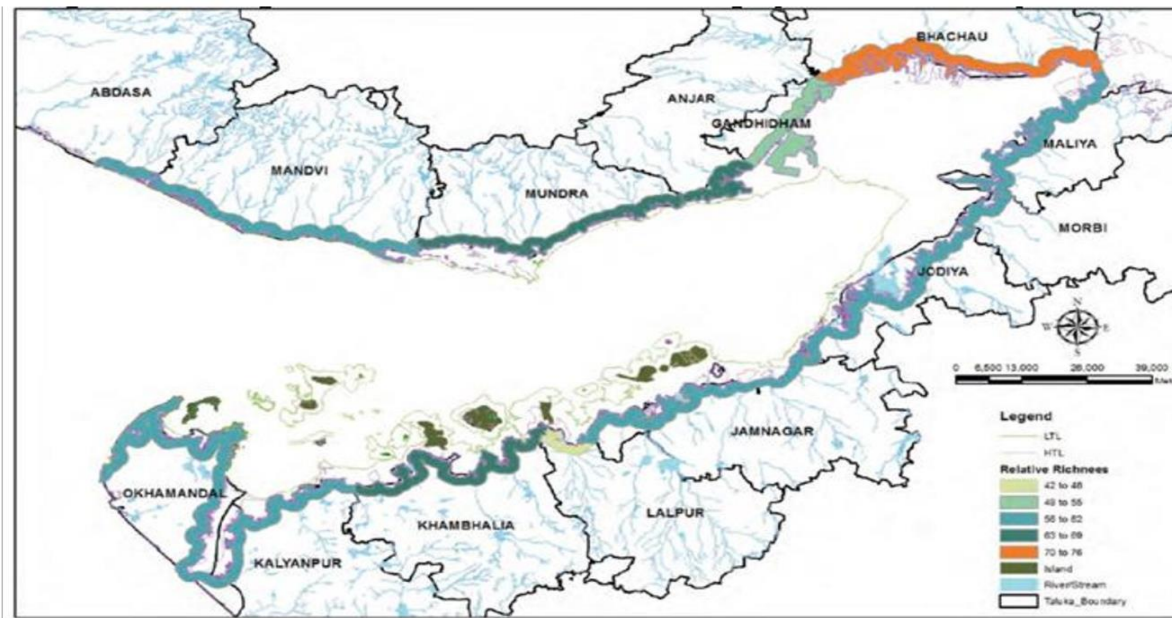 BHACHAU
ABDASA
ANJAR
GANDHIDHAM
MALIYA
MANDVI
MUNDRA
MORBI
JODIYA
N
W
E
S
0 6,500 13,000 26,000 39,000
Legend
LTL
HTL
Relative Richnees
42 to 48
49 to 55
56 to 62
63 to 69
70 to 76
Island
River/Stream
Taluka_Boundary
JAMNAGAR
OKHAMANDAL
LALPUR
KHAMBHALIA
KALYANPUR